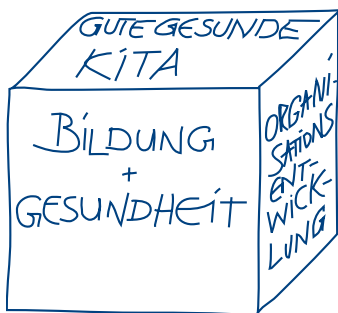 GUTE GESUNDE
KiTA
BiLDUNG
+
GESUNDHEiT
ORGANi-
SATiONS
ENT-
WiCK-
LUNG